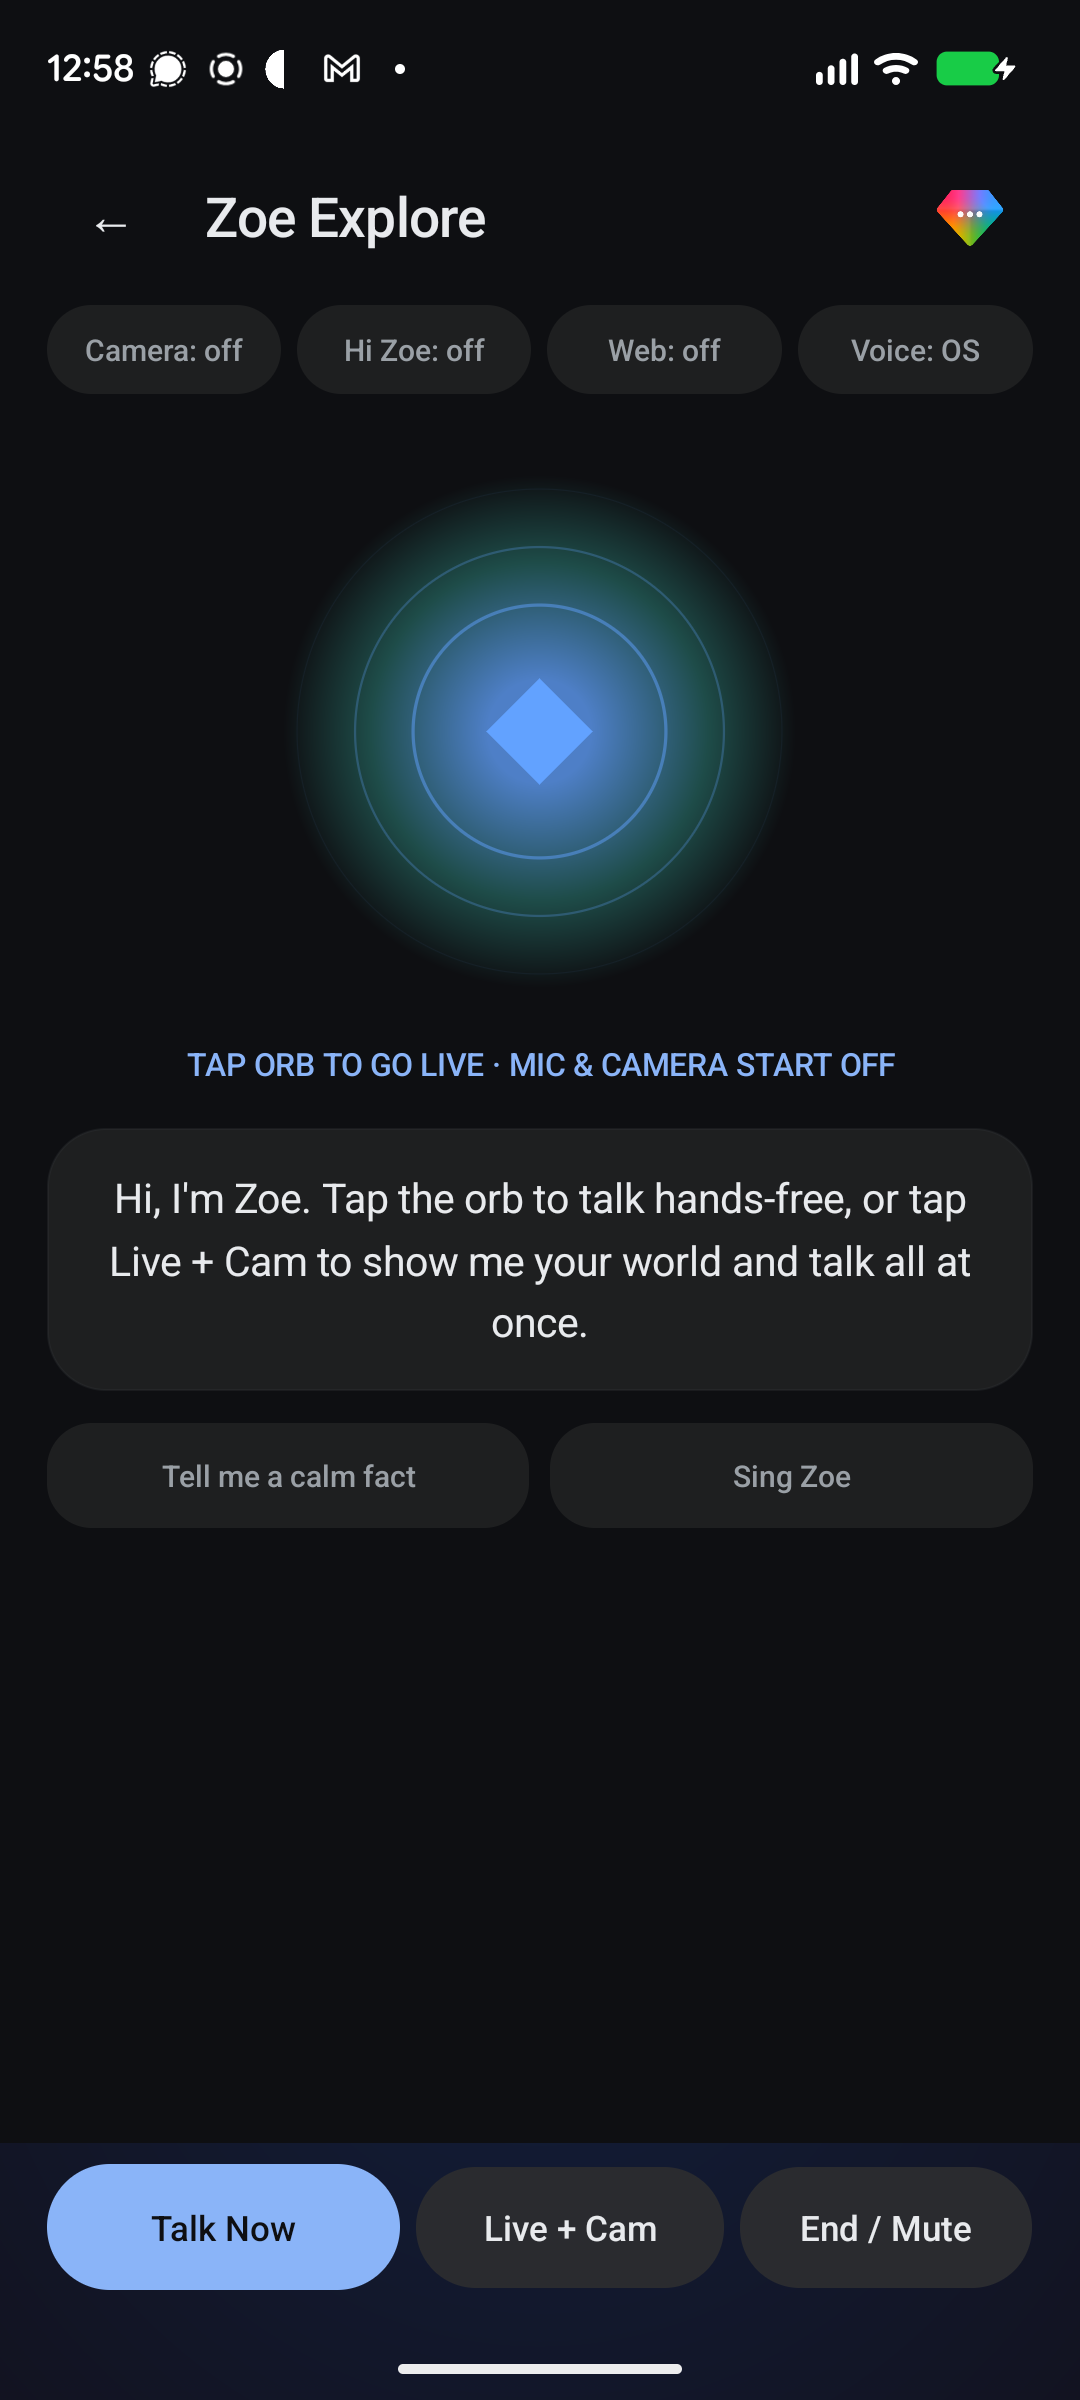 12:58
← Zoe Explore
Camera: off
Hi Zoe: off
Web: off
Voice: OS
TAP ORB TO GO LIVE · MIC & CAMERA START OFF
Hi, I'm Zoe. Tap the orb to talk hands-free, or tap
Live + Cam to show me your world and talk all at
once.
Tell me a calm fact
Sing Zoe
Talk Now
Live + Cam
End / Mute